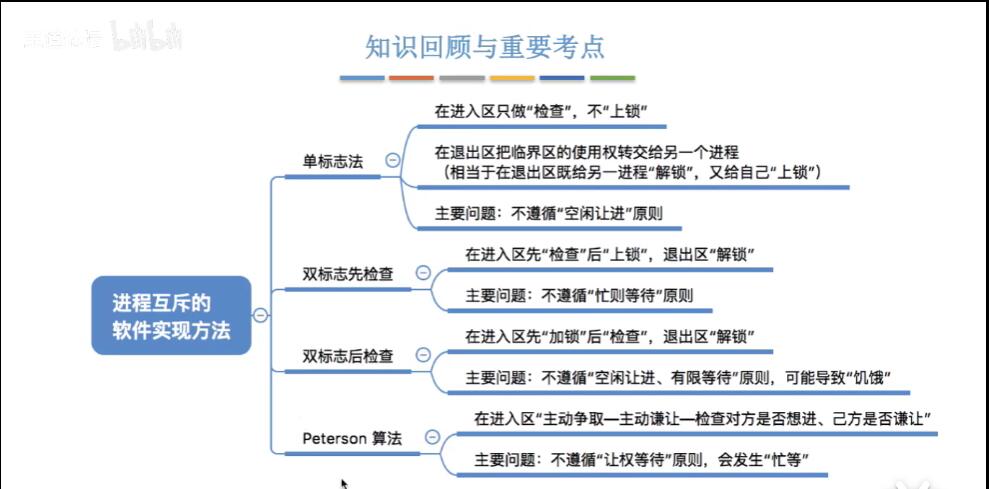 bilibili
知识回顾与重要考点
进程互斥的
软件实现方法
单标志法
在进入区只做“检查”，不“上锁”
在退出区把临界区的使用权转交给另一个进程
（相当于在退出区既给另一进程“解锁”，又给自己“上锁”）
主要问题：不遵循“空闲让进”原则
双标志先检查
在进入区先“检查”后“上锁”，退出区“解锁”
主要问题：不遵循“忙则等待”原则
双标志后检查
在进入区先“加锁”后“检查”，退出区“解锁”
主要问题：不遵循“空闲让进、有限等待”原则，可能导致“饥饿”
Peterson 算法
在进入区“主动争取—主动谦让—检查对方是否想进、己方是否谦让”
主要问题：不遵循“让权等待”原则，会发生“忙等”